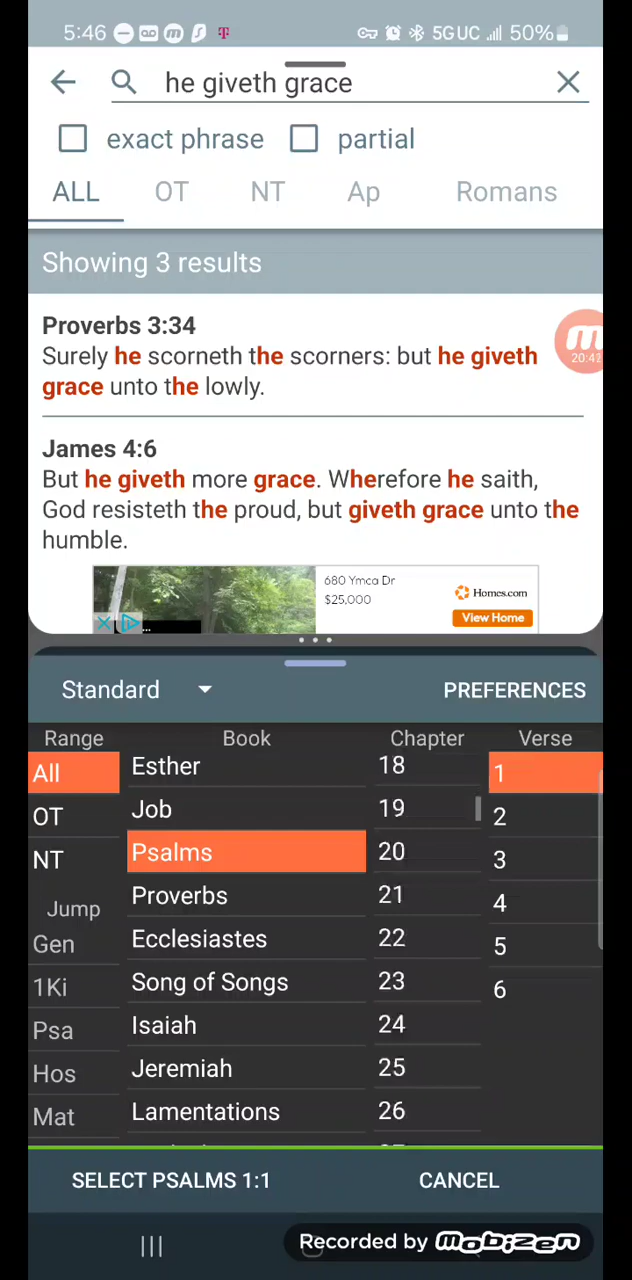 5:46 5G UC 50%
he giveth grace
exact phrase partial
ALL OT NT Ap Romans
Showing 3 results
Proverbs 3:34
Surely he scorneth the scorners: but he giveth
grace unto the lowly.
20:42
James 4:6
But he giveth more grace. Wherefore he saith,
God resisteth the proud, but giveth grace unto the
humble.
680 Ymca Dr
$25,000
Homes.com
View Home
Standard PREFERENCES
Range Book Chapter Verse
All Esther 18 1
OT Job 19 2
NT Psalms 20 3
Jump Proverbs 21 4
Gen Ecclesiastes 22 5
1Ki Song of Songs 23 6
Psa Isaiah 24
Hos Jeremiah 25
Mat Lamentations 26
SELECT PSALMS 1:1 CANCEL
Recorded by mobizen